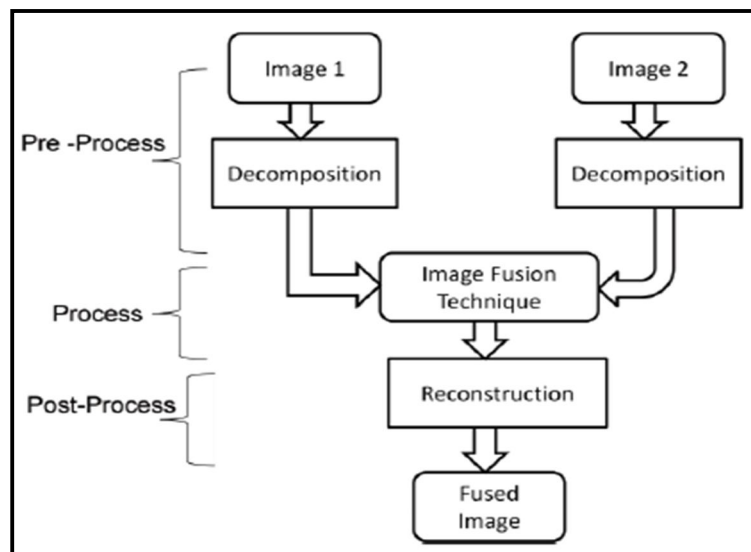 Image 1
Image 2
Pre -Process
Decomposition
Decomposition
Image Fusion
Technique
Process
Post-Process
Reconstruction
Fused
Image